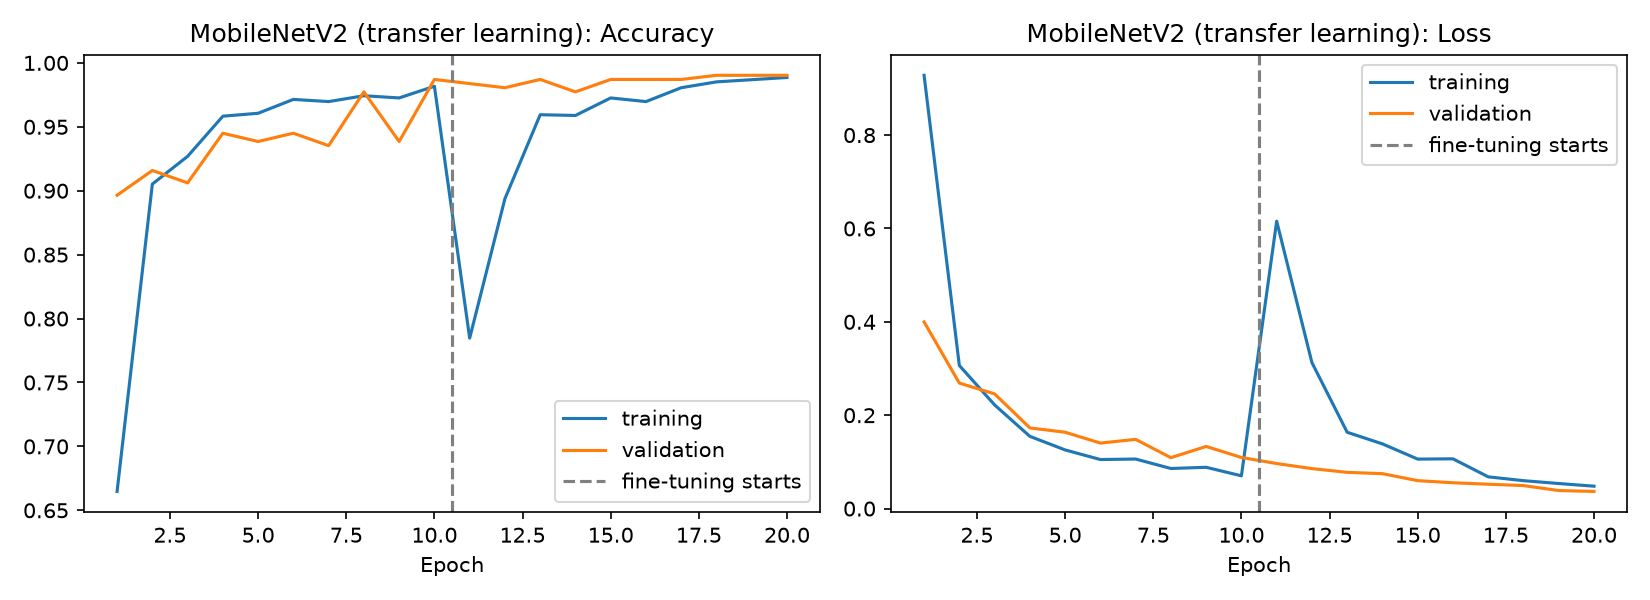 MobileNetV2 (transfer learning): Accuracy
1.00
0.95
0.90
0.85
0.80
0.75
0.70
0.65
training
validation
fine-tuning starts
2.5 5.0 7.5 10.0 12.5 15.0 17.5 20.0
Epoch
MobileNetV2 (transfer learning): Loss
training
validation
fine-tuning starts
0.8
0.6
0.4
0.2
0.0
2.5 5.0 7.5 10.0 12.5 15.0 17.5 20.0
Epoch